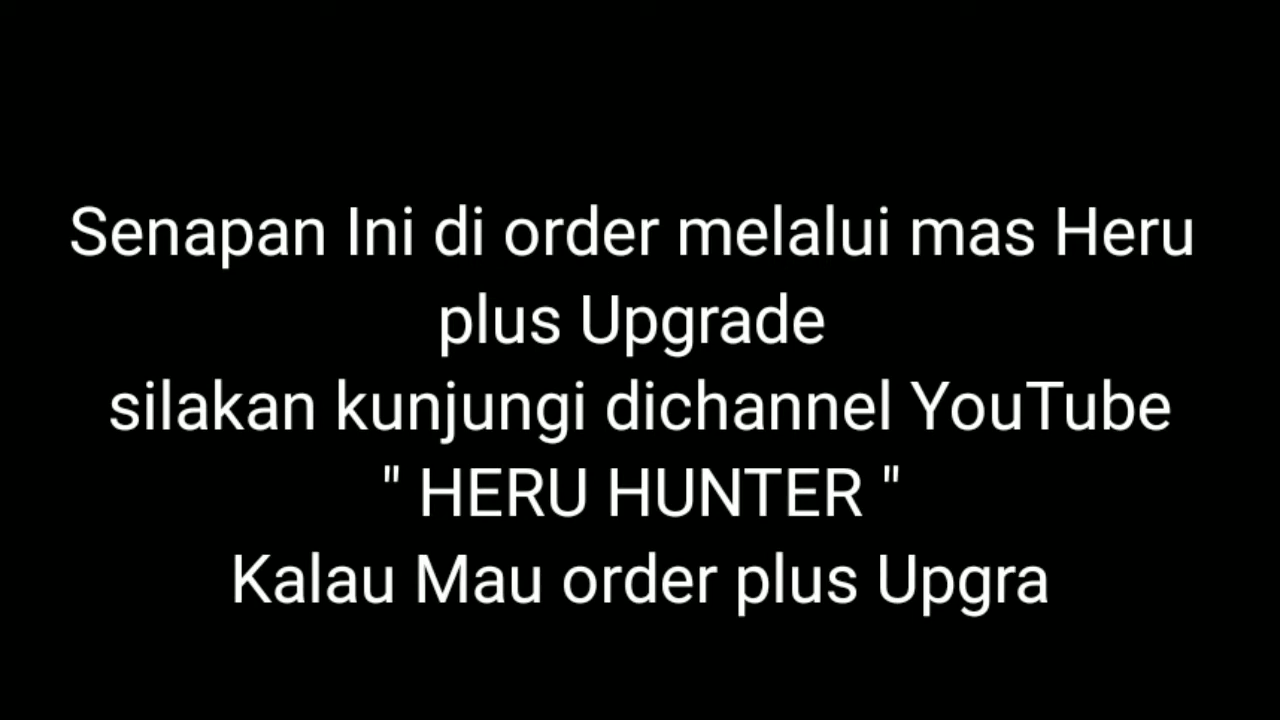 Senapan Ini di order melalui mas Heru
plus Upgrade
silakan kunjungi dichannel YouTube
" HERU HUNTER "
Kalau Mau order plus Upgra